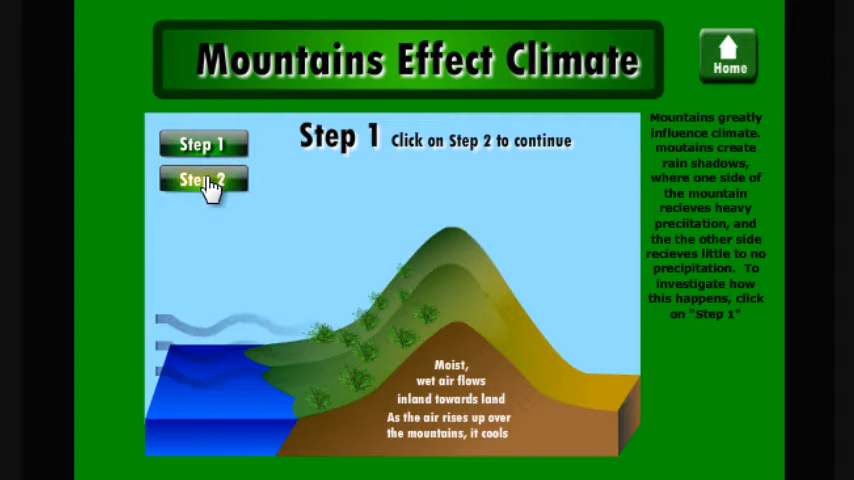 Mountains Effect Climate
Home
Step 1
Step 2
Step 1 Click on Step 2 to continue
Mountains greatly
influence climate.
moutains create
rain shadows,
where one side of
the mountain
recieves heavy
preciitation, and
the the other side
recieves little to no
precipitation. To
investigate how
this happens, click
on "Step 1"
Moist,
wet air flows
inland towards land
As the air rises up over
the mountains, it cools